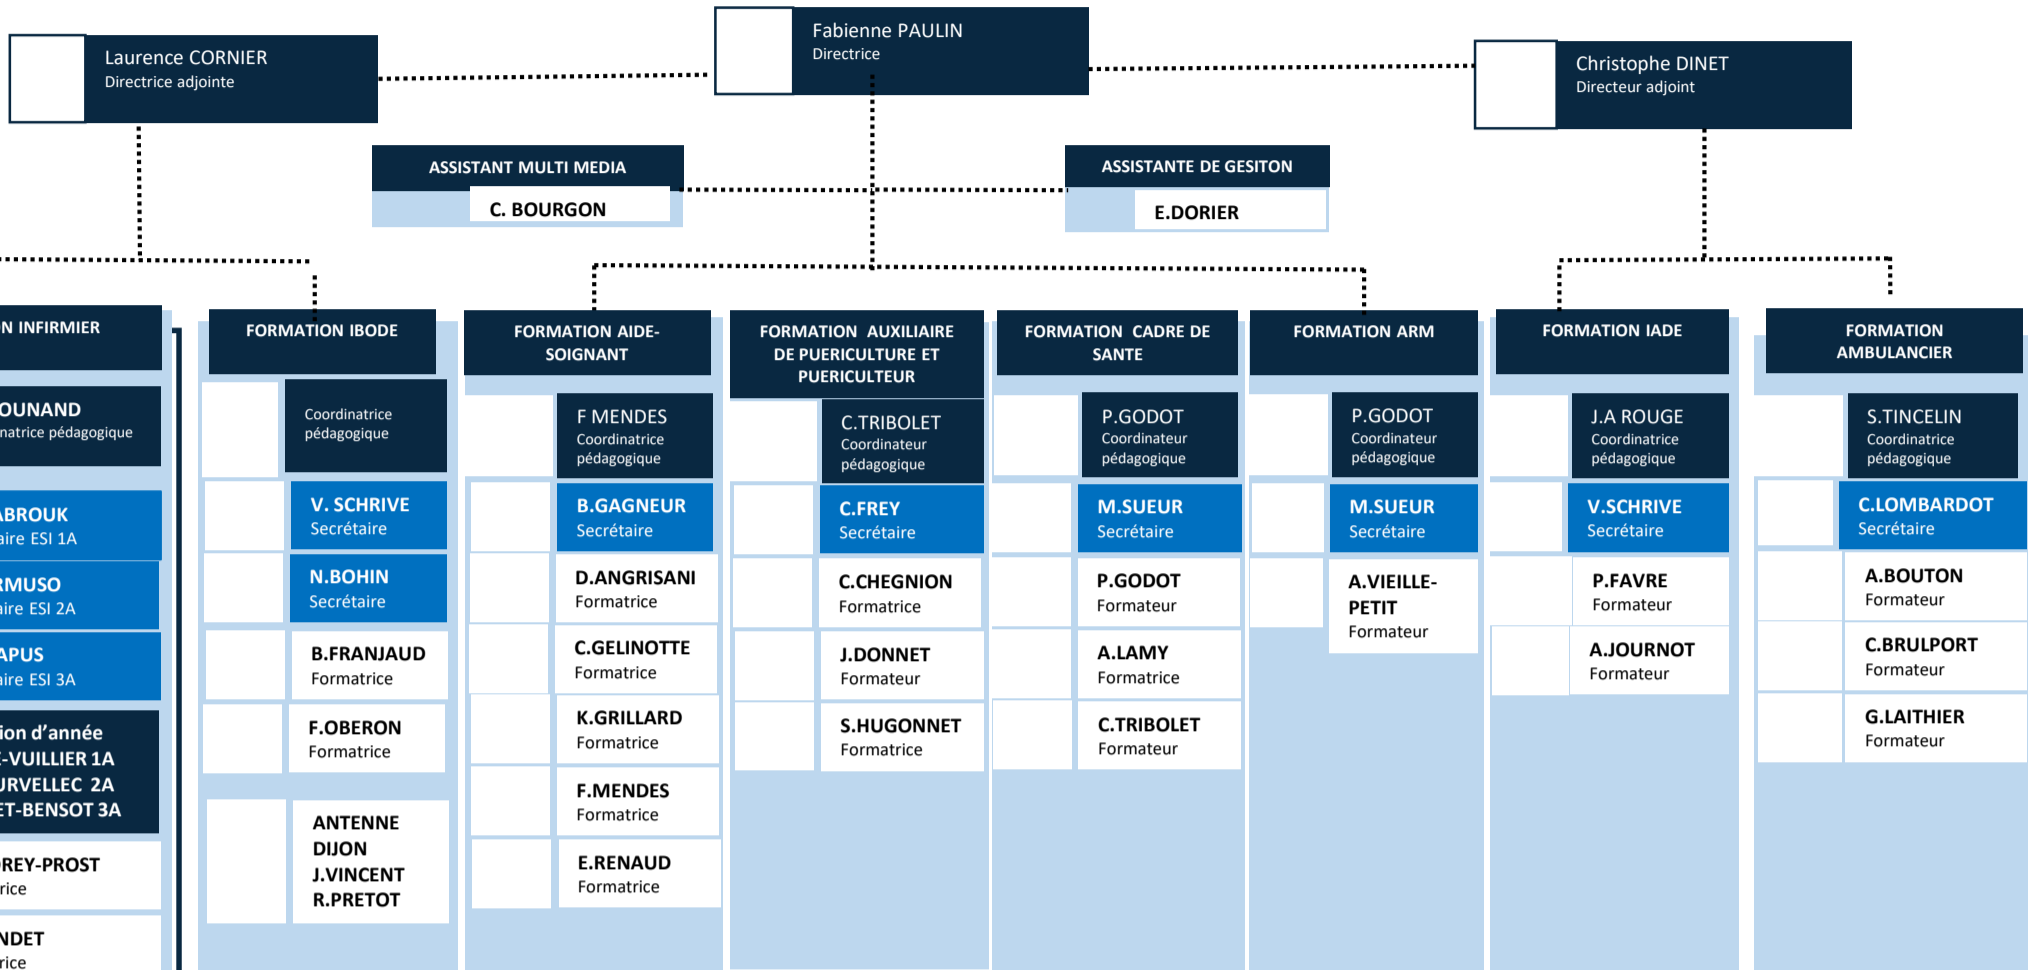 Laurence CORNIER
Directrice adjointe
Fabienne PAULIN
Directrice
Christophe DINET
Directeur adjoint
ASSISTANT MULTI MEDIA
C. BOURGON
ASSISTANTE DE GESITON
E.DORIER
N INFIRMIER
OUNAND
natrice pédagogique
ABROUK
aire ESI 1A
RMUSO
aire ESI 2A
APUS
aire ESI 3A
ion d'année
E-VUILLIER 1A
URVELLEC 2A
ET-BENSOT 3A
OREY-PROST
rice
NDET
rice
FORMATION IBODE
Coordinatrice
pédagogique
V. SCHRIVE
Secrétaire
N.BOHIN
Secrétaire
B.FRANJAUD
Formatrice
F.OBERON
Formatrice
ANTENNE
DIJON
J.VINCENT
R.PRETOT
FORMATION AIDE-
SOIGNANT
F MENDES
Coordinatrice
pédagogique
B.GAGNEUR
Secrétaire
D.ANGRISANI
Formatrice
C.GELINOTTE
Formatrice
K.GRILLARD
Formatrice
F.MENDES
Formatrice
E.RENAUD
Formatrice
FORMATION AUXILIAIRE
DE PUERICULTURE ET
PUERICULTEUR
C.TRIBOLET
Coordinateur
pédagogique
C.FREY
Secrétaire
C.CHEGNION
Formatrice
J.DONNET
Formateur
S.HUGONNET
Formatrice
FORMATION CADRE DE
SANTE
P.GODOT
Coordinateur
pédagogique
M.SUEUR
Secrétaire
P.GODOT
Formateur
A.LAMY
Formatrice
C.TRIBOLET
Formateur
FORMATION ARM
P.GODOT
Coordinateur
pédagogique
M.SUEUR
Secrétaire
A.VIEILLE-
PETIT
Formateur
FORMATION IADE
J.A ROUGE
Coordinatrice
pédagogique
V.SCHRIVE
Secrétaire
P.FAVRE
Formateur
A.JOURNOT
Formateur
FORMATION
AMBULANCIER
S.TINCELIN
Coordinatrice
pédagogique
C.LOMBARDOT
Secrétaire
A.BOUTON
Formateur
C.BRULPORT
Formateur
G.LAITHIER
Formateur